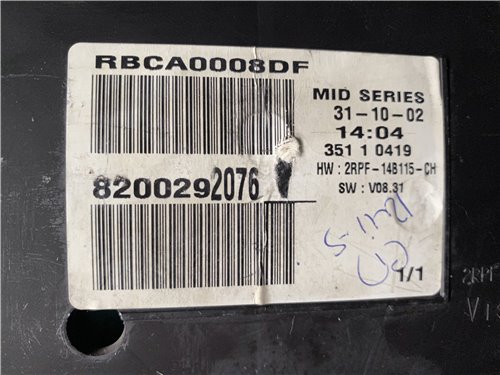 RBCA0008DF
MID SERIES
31-10-02
14:04
351 1 0419
HW : 2RPF-14B115-CH
SW : V08.31
8200292076
1/1
2RPF